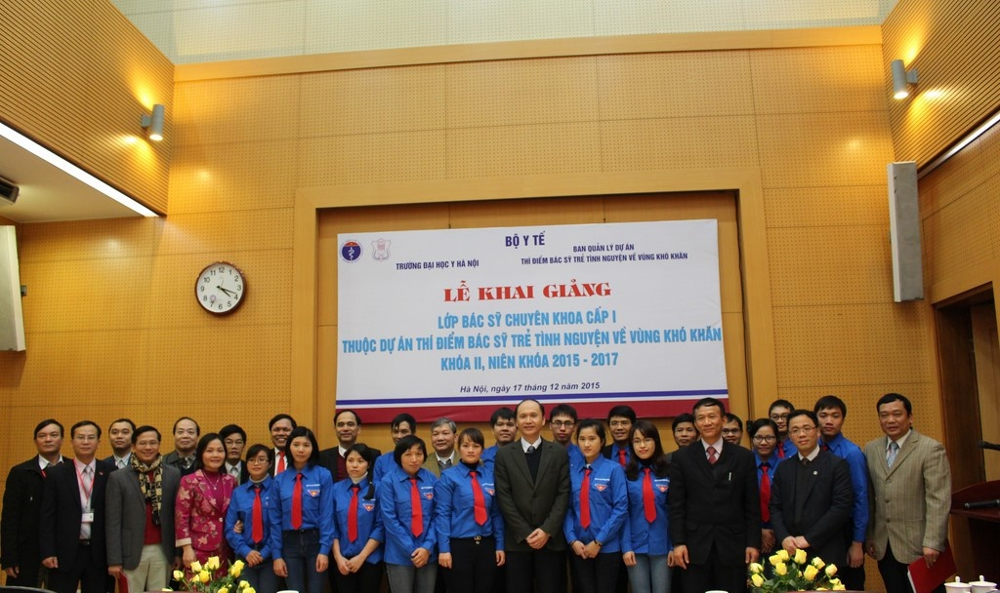 BỘ Y TẾ
TRƯỜNG ĐẠI HỌC Y HÀ NỘI
BAN QUẢN LÝ DỰ ÁN
THÍ ĐIỂM BÁC SỸ TRẺ TÌNH NGUYỆN VỀ VÙNG KHÓ KHĂN
LỄ KHAI GIẢNG
LỚP BÁC SỸ CHUYÊN KHOA CẤP I
THUỘC DỰ ÁN THÍ ĐIỂM BÁC SỸ TRẺ TÌNH NGUYỆN VỀ VÙNG KHÓ KHĂN
KHÓA II, NIÊN KHÓA 2015 - 2017
Hà Nội, ngày 17 tháng 12 năm 2015